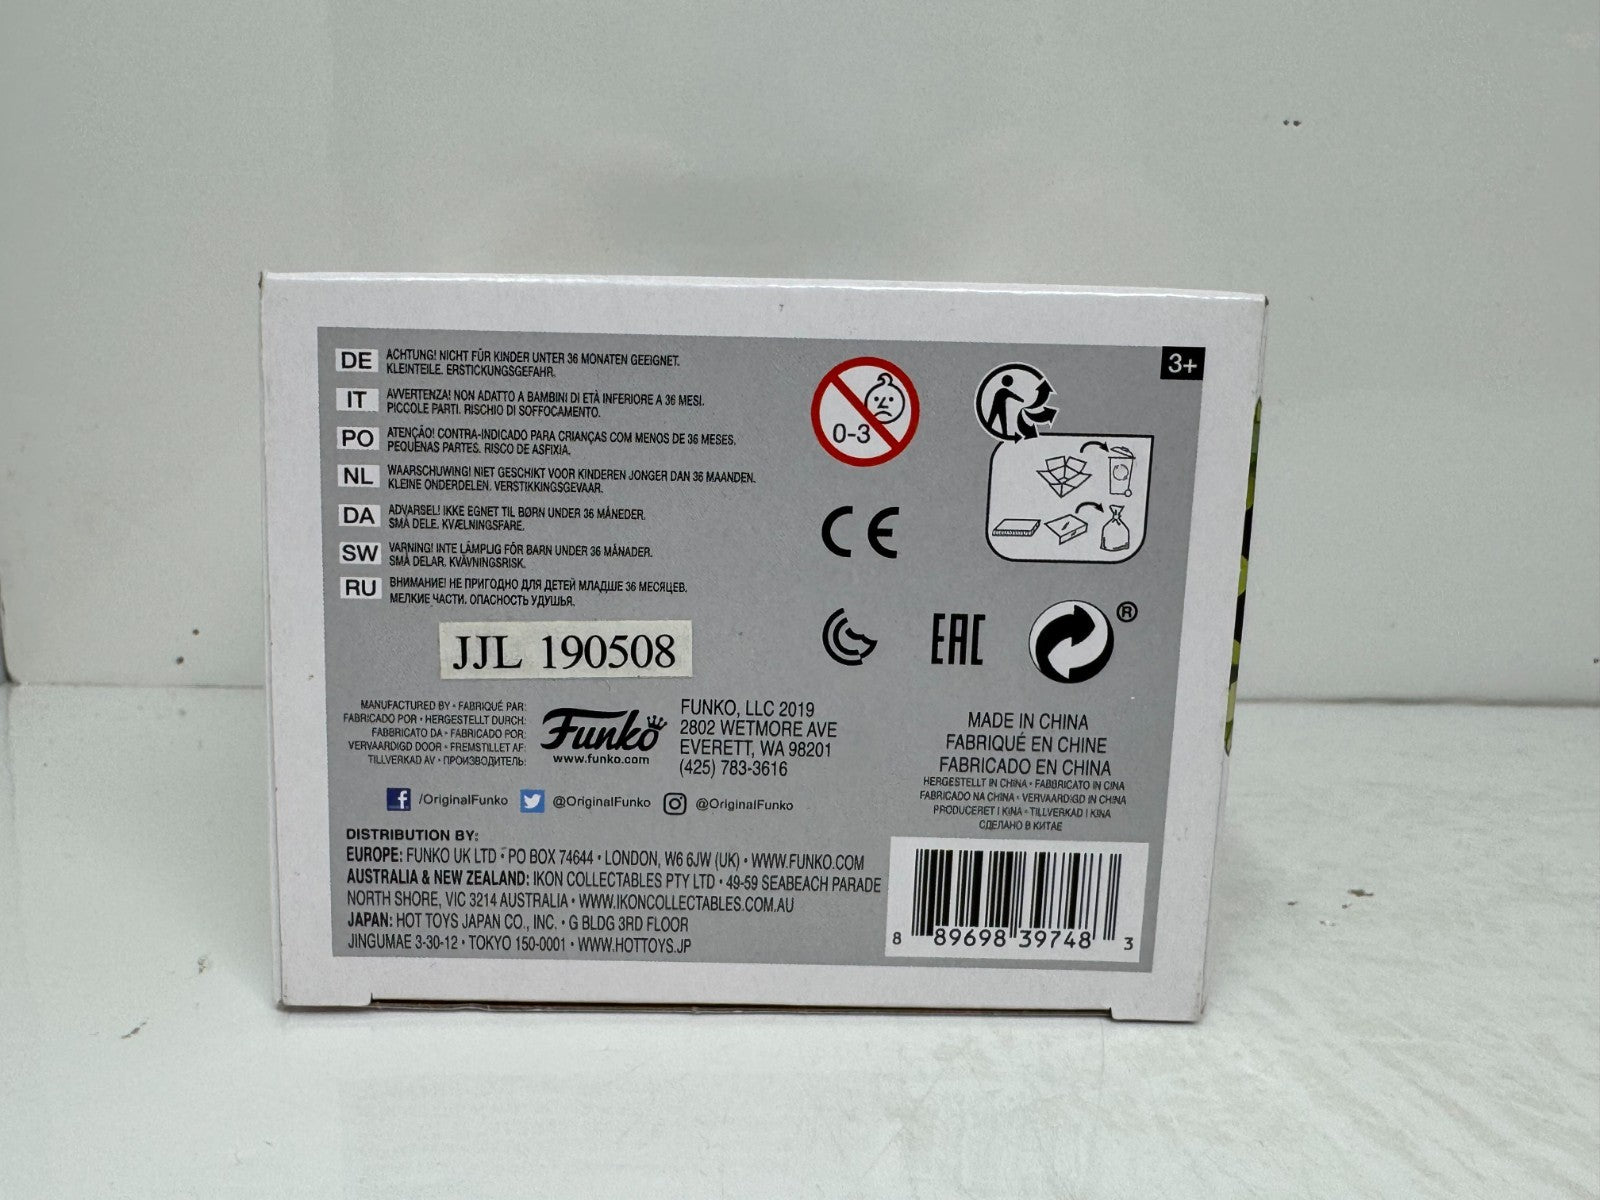 DE ACHTUNG! NICHT FÜR KINDER UNTER 36 MONATEN GEEIGNET.
KLEINTEILE. ERSTICKUNGSGEFAHR.
IT AVVERTENZA! NON ADATTO A BAMBINI DI ETÀ INFERIORE A 36 MESI.
PICCOLE PARTI. RISCHIO DI SOFFOCAMENTO.
PO ATENÇÃO! CONTRA-INDICADO PARA CRIANÇAS COM MENOS DE 36 MESES.
PEQUENAS PARTES. RISCO DE ASFIXIA.
NL WAARSCHUWING! NIET GESCHIKT VOOR KINDEREN JONGER DAN 36 MAANDEN.
KLEINE ONDERDELEN. VERSTIKKINGSGEVAAR.
DA ADVARSEL! IKKE EGNET TIL BØRN UNDER 36 MÅNEDER.
SMÅ DELE. KVÆLNINGSFARE.
SW VARNING! INTE LÄMPLIG FÖR BARN UNDER 36 MÅNADER.
SMÅ DELAR. KVÄVNINGSRISK.
RU ВНИМАНИЕ! НЕ ПРИГОДНО ДЛЯ ДЕТЕЙ МЛАДШЕ 36 МЕСЯЦЕВ.
МЕЛКИЕ ЧАСТИ. ОПАСНОСТЬ УДУШЬЯ.
0-3
3+
CE
EAC
®
JJL 190508
MANUFACTURED BY • FABRIQUÉ PAR:
FABRICADO POR • HERGESTELLT DURCH:
FABBRICATO DA • FABRICADO POR:
VERVAARDIGD DOOR • FREMSTILLET AF:
TILLVERKAD AV • ПРОИЗВОДИТЕЛЬ:
Funko
www.funko.com
FUNKO, LLC 2019
2802 WETMORE AVE
EVERETT, WA 98201
(425) 783-3616
/OriginalFunko @OriginalFunko @OriginalFunko
MADE IN CHINA
FABRIQUÉ EN CHINE
FABRICADO EN CHINA
HERGESTELLT IN CHINA • FABBRICATO IN CINA
FABRICADO NA CHINA • VERVAARDIGD IN CHINA
PRODUCERET I KINA • TILLVERKAD I KINA
СДЕЛАНО В КИТАЕ
DISTRIBUTION BY:
EUROPE: FUNKO UK LTD • PO BOX 74644 • LONDON, W6 6JW (UK) • WWW.FUNKO.COM
AUSTRALIA & NEW ZEALAND: IKON COLLECTABLES PTY LTD • 49-59 SEABEACH PARADE
NORTH SHORE, VIC 3214 AUSTRALIA • WWW.IKONCOLLECTABLES.COM.AU
JAPAN: HOT TOYS JAPAN CO., INC. • G BLDG 3RD FLOOR
JINGUMAE 3-30-12 • TOKYO 150-0001 • WWW.HOTTOYS.JP
8 89698 39748 3